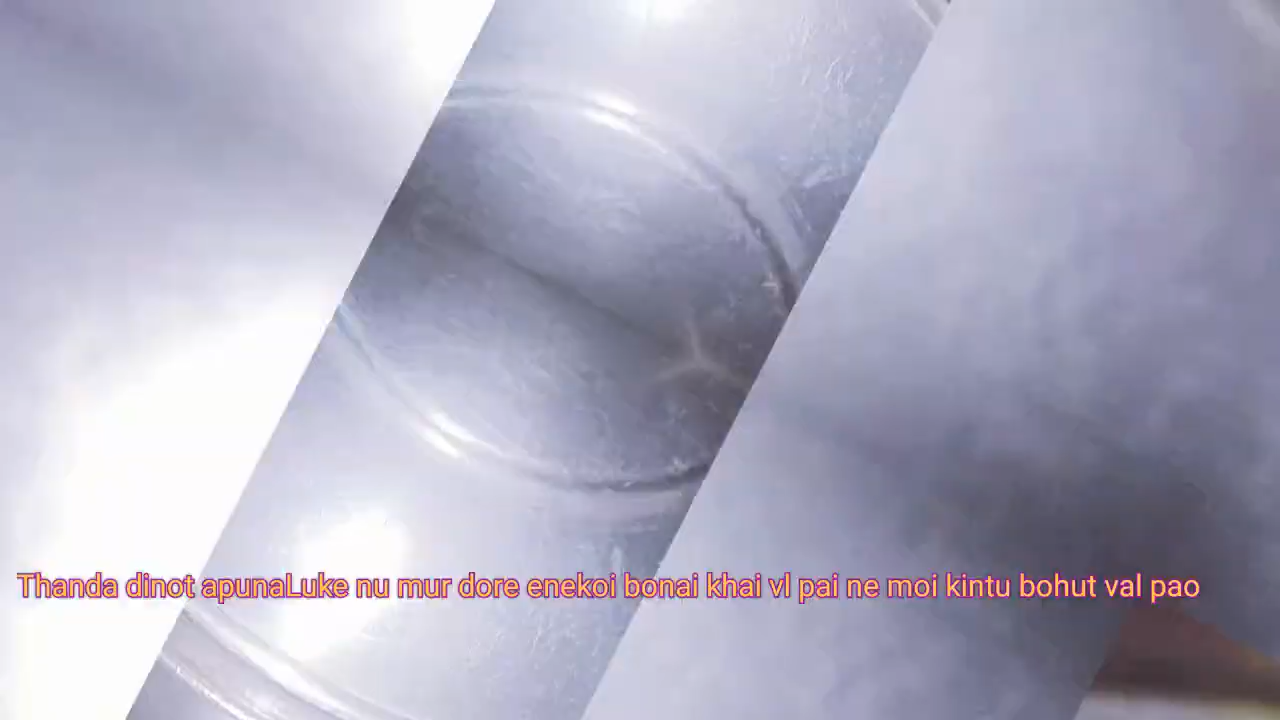 Thanda dinot apunaLuke nu mur dore enekoi bonai khai vl pai ne moi kintu bohut val pao